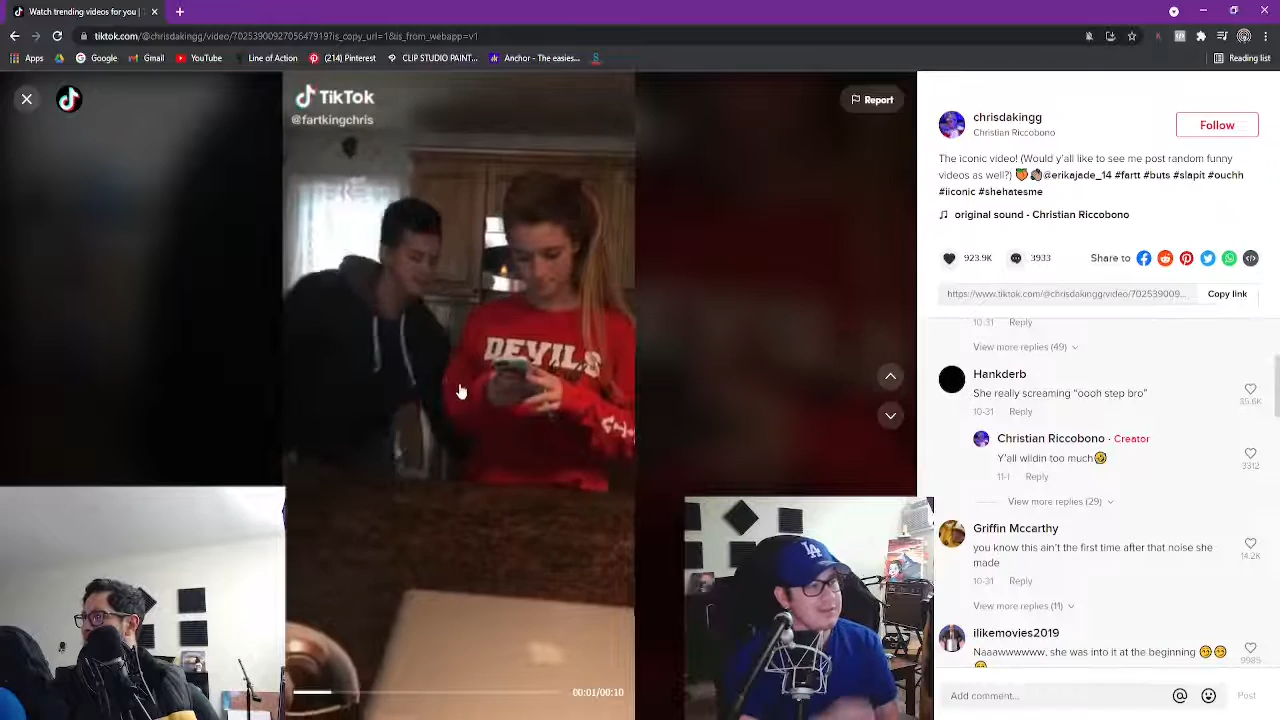 Watch trending videos for you |
tiktok.com/@chrisdakingg/video/7025390092705647919?is_copy_url=1&is_from_webapp=v1
Apps
Google
Gmail
YouTube
Line of Action
(214) Pinterest
CLIP STUDIO PAINT...
Anchor - The easies...
Reading list
TikTok
@fartkingchris
Report
DEVILS
00:01/00:10
LA
chrisdakingg
Christian Riccobono
Follow
The iconic video! (Would y'all like to see me post random funny
videos as well?) 🍑👋🏼@erikajade_14 #fartt #buts #slapit #ouchh
#iiconic #shehatesme
♫ original sound - Christian Riccobono
923.9K
3933
Share to
https://www.tiktok.com/@chrisdakingg/video/702539009...
Copy link
10-31 Reply
View more replies (49)
Hankderb
She really screaming "oooh step bro"
35.6K
10-31 Reply
Christian Riccobono · Creator
Y'all wildin too much
3312
11-1 Reply
View more replies (29)
Griffin Mccarthy
you know this ain't the first time after that noise she
made
14.2K
10-31 Reply
View more replies (11)
ilikemovies2019
Naaawwwwww. she was into it at the beginning
9985
Add comment...
Post